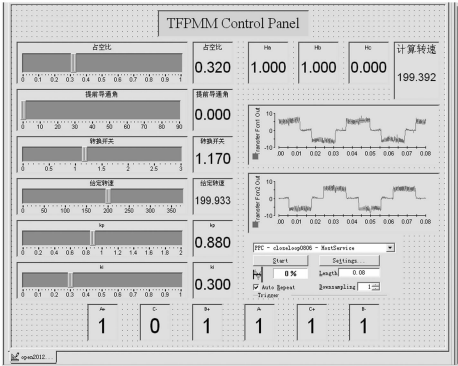 TFPMM Control Panel
占空比
0 0.1 0.2 0.3 0.4 0.5 0.6 0.7 0.8 0.9 1
占空比
0.320
Ha
1.000
Hb
1.000
Hc
0.000
计算转速
199.392
提前导通角
0 10 20 30 40 50 60 70 80 90
提前导通角
0.000
转换开关
0.5 1 1.5 2 2.5 3
转换开关
1.170
给定转速
0 50 100 150 200 250 300 350
给定转速
199.933
kp
0 0.2 0.4 0.6 0.8 1 1.2 1.4 1.6 1.8 2
kp
0.880
ki
0 0.1 0.2 0.3 0.4 0.5 0.6 0.7 0.8 0.9 1
ki
0.300
Transfer Fcn1 Out
10
0
-10
.00 0.01 0.02 0.03 0.04 0.05 0.06 0.07 0.08
Transfer Fcn2 Out
10
0
-10
.00 0.01 0.02 0.03 0.04 0.05 0.06 0.07 0.08
PPC - closeloop0806 - HostService
Start Settings...
0 % Length 0.08
Auto Repeat Downsampling 1
Trigger
A+
1
C-
0
B+
1
A-
1
C+
1
B-
1
open2012...